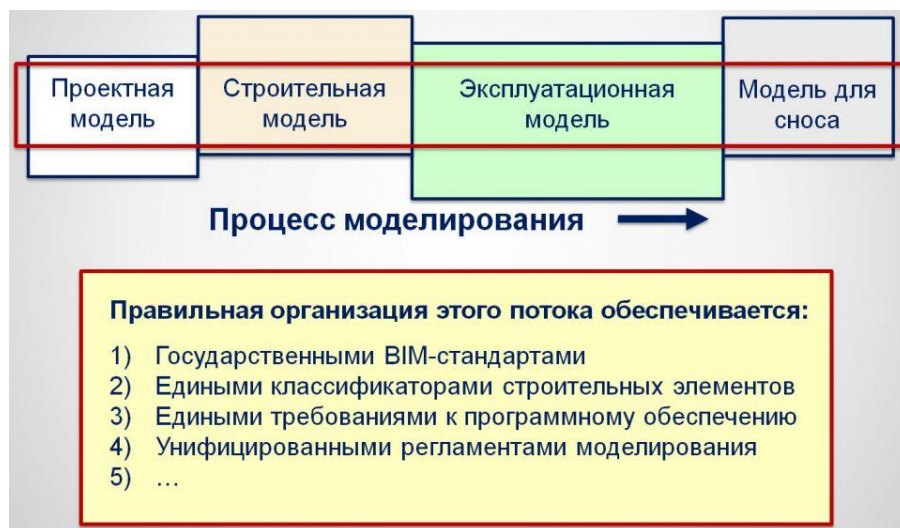 Проектная
модель
Строительная
модель
Эксплуатационная
модель
Модель для
сноса
Процесс моделирования
Правильная организация этого потока обеспечивается:
1) Государственными BIM-стандартами
2) Едиными классификаторами строительных элементов
3) Едиными требованиями к программному обеспечению
4) Унифицированными регламентами моделирования
5) …